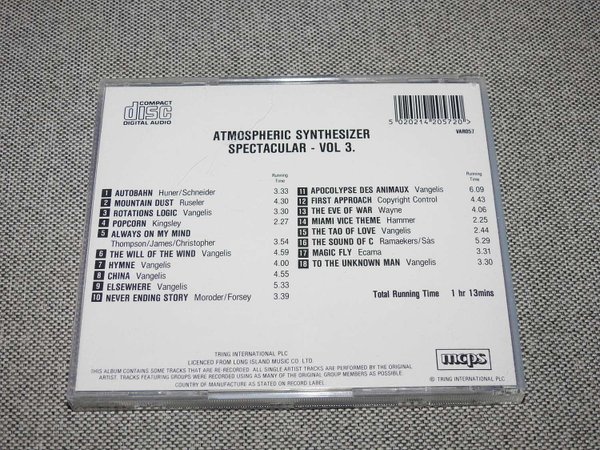 COMPACT
disc
DIGITAL AUDIO
5 020214 205720 >
VAR057
ATMOSPHERIC SYNTHESIZER
SPECTACULAR - VOL 3.
Running
Time
1 AUTOBAHN Huner/Schneider 3.33
2 MOUNTAIN DUST Ruseler 4.30
3 ROTATIONS LOGIC Vangelis 3.30
4 POPCORN Kingsley 2.27
5 ALWAYS ON MY MIND
Thompson/James/Christopher 3.54
6 THE WILL OF THE WIND Vangelis 4.59
7 HYMNE Vangelis 4.00
8 CHINA Vangelis 4.55
9 ELSEWHERE Vangelis 5.33
10 NEVER ENDING STORY Moroder/Forsey 3.39
Running
Time
11 APOCOLYPSE DES ANIMAUX Vangelis 6.09
12 FIRST APPROACH Copyright Control 4.43
13 THE EVE OF WAR Wayne 4.06
14 MIAMI VICE THEME Hammer 2.25
15 THE TAO OF LOVE Vangelis 2.44
16 THE SOUND OF C Ramaekers/Sàs 5.29
17 MAGIC FLY Ecama 3.31
18 TO THE UNKNOWN MAN Vangelis 3.30
Total Running Time 1 hr 13mins
TRING INTERNATIONAL PLC
LICENCED FROM LONG ISLAND MUSIC CO. LTD.
THIS ALBUM CONTAINS SOME TRACKS THAT ARE RE-RECORDED. ALL SINGLE ARTIST TRACKS ARE PERFORMED BY THE ORIGINAL
ARTIST. TRACKS FEATURING GROUPS WERE RECORDED USING AS MANY OF THE ORIGINAL GROUP MEMBERS AS POSSIBLE.
COUNTRY OF MANUFACTURE AS STATED ON RECORD LABEL
mcps
℗ TRING INTERNATIONAL PLC